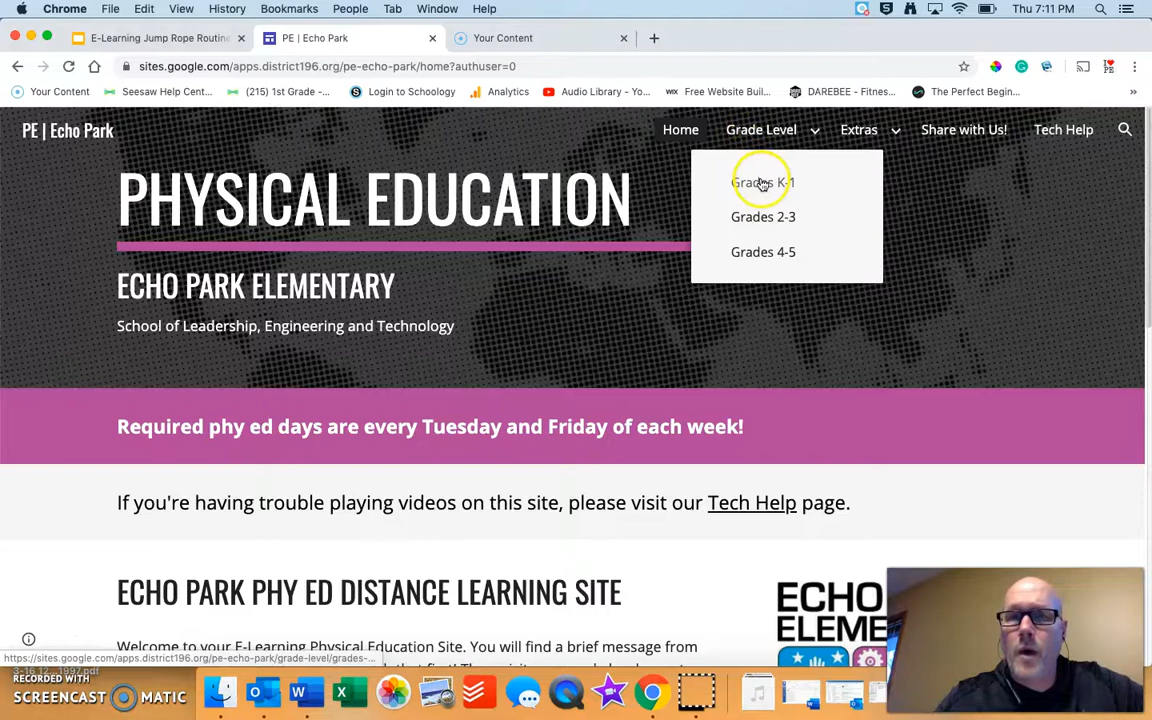 Chrome File Edit View History Bookmarks People Tab Window Help Thu 7:11 PM
E-Learning Jump Rope Routine PE | Echo Park Your Content
sites.google.com/apps.district196.org/pe-echo-park/home?authuser=0
Your Content Seesaw Help Cent... (215) 1st Grade -... Login to Schoology Analytics Audio Library - Yo... Free Website Buil... DAREBEE - Fitnes... The Perfect Begin...
PE | Echo Park Home Grade Level Extras Share with Us! Tech Help
Grades K-1
Grades 2-3
Grades 4-5
PHYSICAL EDUCATION
ECHO PARK ELEMENTARY
School of Leadership, Engineering and Technology
Required phy ed days are every Tuesday and Friday of each week!
If you're having trouble playing videos on this site, please visit our Tech Help page.
ECHO PARK PHY ED DISTANCE LEARNING SITE
ECHO
ELEME
Welcome to your E-Learning Physical Education Site. You will find a brief message from
https://sites.google.com/apps.district196.org/pe-echo-park/grade-level/grades-...
3-16 12...1997.pdf
RECORDED WITH
SCREENCAST MATIC